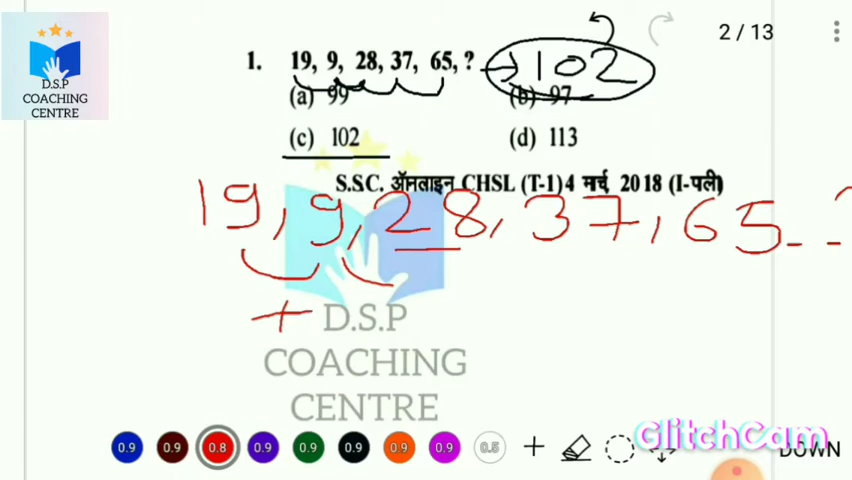 2 / 13
D.S.P
COACHING
CENTRE
1. 19, 9, 28, 37, 65, ? → 102
(a) 99 (b) 97
(c) 102 (d) 113
S.S.C. ऑनलाइन CHSL (T-1) 4 मार्च, 2018 (I-पली)
19, 9, 28, 37, 65 - - ?
+
D.S.P
COACHING
CENTRE
0.9 0.9 0.8 0.9 0.9 0.9 0.9 0.9 0.5 +
GlitchCam
DOWN